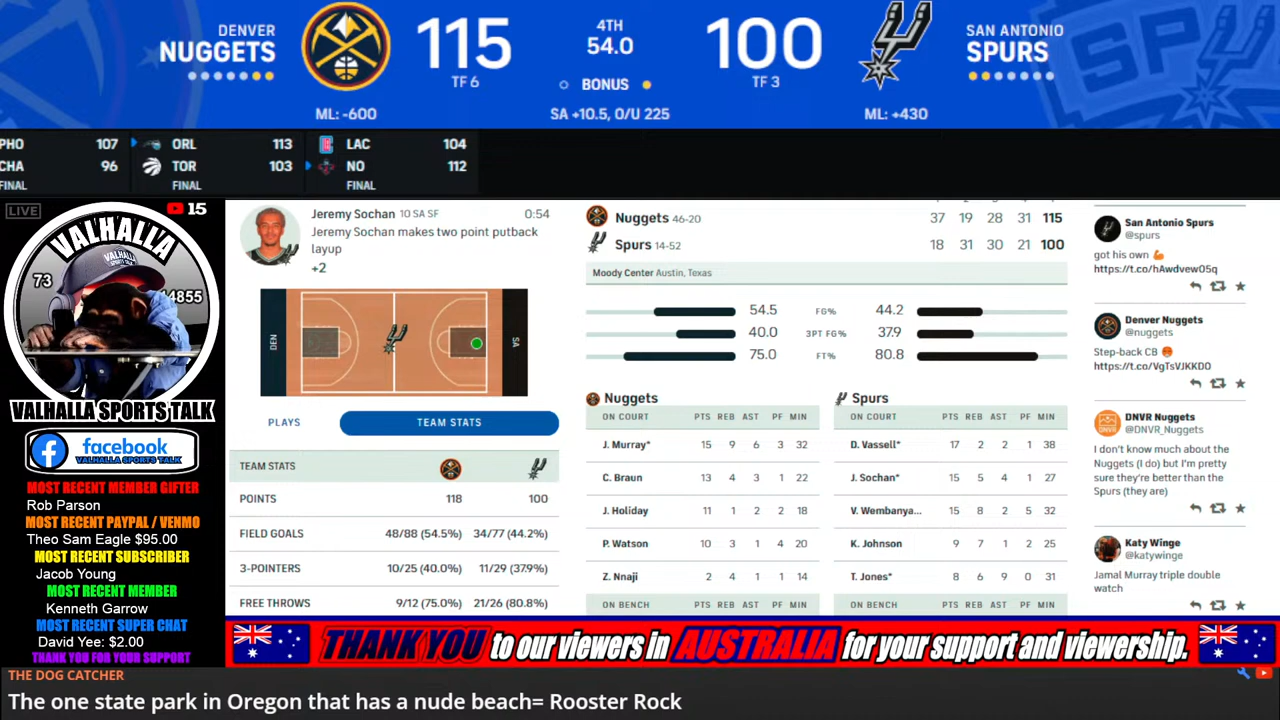 DENVER
NUGGETS
115
TF 6
4TH
54.0
BONUS
100
TF 3
SAN ANTONIO
SPURS
ML: -600
SA +10.5, O/U 225
ML: +430
PHO 107
CHA 96
FINAL
ORL 113
TOR 103
FINAL
LAC 104
NO 112
FINAL
LIVE
15
VALHALLA
VALHALLA
73
14855
VALHALLA SPORTS TALK
facebook
VALHALLA SPORTS TALK
MOST RECENT MEMBER GIFTER
Rob Parson
MOST RECENT PAYPAL / VENMO
Theo Sam Eagle $95.00
MOST RECENT SUBSCRIBER
Jacob Young
MOST RECENT MEMBER
Kenneth Garrow
MOST RECENT SUPER CHAT
David Yee: $2.00
THANK YOU FOR YOUR SUPPORT
Jeremy Sochan 10 SA SF 0:54
Jeremy Sochan makes two point putback
layup
+2
DEN
SA
PLAYS
TEAM STATS
TEAM STATS
POINTS 118 100
FIELD GOALS 48/88 (54.5%) 34/77 (44.2%)
3-POINTERS 10/25 (40.0%) 11/29 (37.9%)
FREE THROWS 9/12 (75.0%) 21/26 (80.8%)
Nuggets 46-20 37 19 28 31 115
Spurs 14-52 18 31 30 21 100
Moody Center Austin, Texas
54.5 FG% 44.2
40.0 3PT FG% 37.9
75.0 FT% 80.8
Nuggets
ON COURT PTS REB AST PF MIN
J. Murray* 15 9 6 3 32
C. Braun 13 4 3 1 22
J. Holiday 11 1 2 2 18
P. Watson 10 3 1 4 20
Z. Nnaji 2 4 1 1 14
ON BENCH PTS REB AST PF MIN
Spurs
ON COURT PTS REB AST PF MIN
D. Vassell* 17 2 2 1 38
J. Sochan* 15 5 4 1 27
V. Wembanya... 15 8 2 5 32
K. Johnson 9 7 1 2 25
T. Jones* 8 6 9 0 31
ON BENCH PTS REB AST PF MIN
San Antonio Spurs
@spurs
got his own 💪
https://t.co/hAwdvewO5q
Denver Nuggets
@nuggets
Step-back CB
https://t.co/VgTsVJKKD0
DNVR Nuggets
@DNVR_Nuggets
I don't know much about the
Nuggets (I do) but I'm pretty
sure they're better than the
Spurs (they are)
Katy Winge
@katywinge
Jamal Murray triple double
watch
THANK YOU to our viewers in AUSTRALIA for your support and viewership.
THE DOG CATCHER
The one state park in Oregon that has a nude beach= Rooster Rock